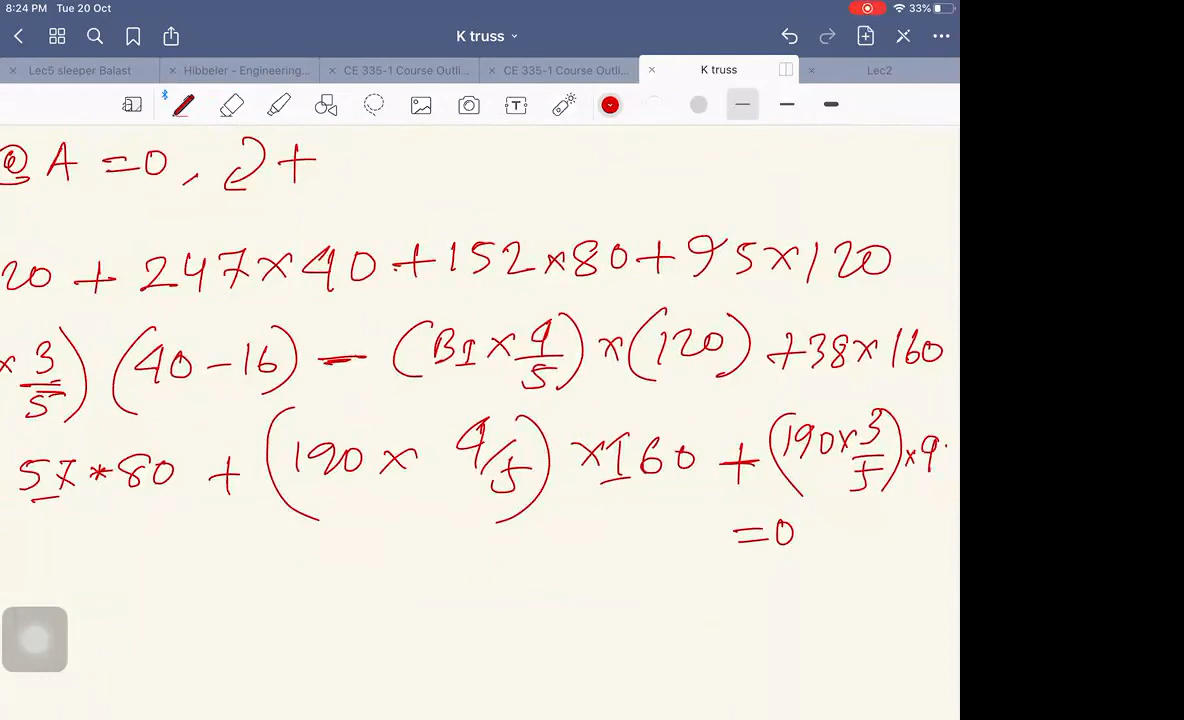 8:24 PM Tue 20 Oct
33%
K truss
Lec5 sleeper Balast
Hibbeler - Engineering...
CE 335-1 Course Outli...
CE 335-1 Course Outli...
K truss
Lec2
@ A =0, +
20 + 247×40+152×80+95×120
× 3/5) (40-16) - (BI × 4/5) × (120) +38×160
57*80 + (190 × 4/5) ×160 + (190× 3/5) ×9
=0